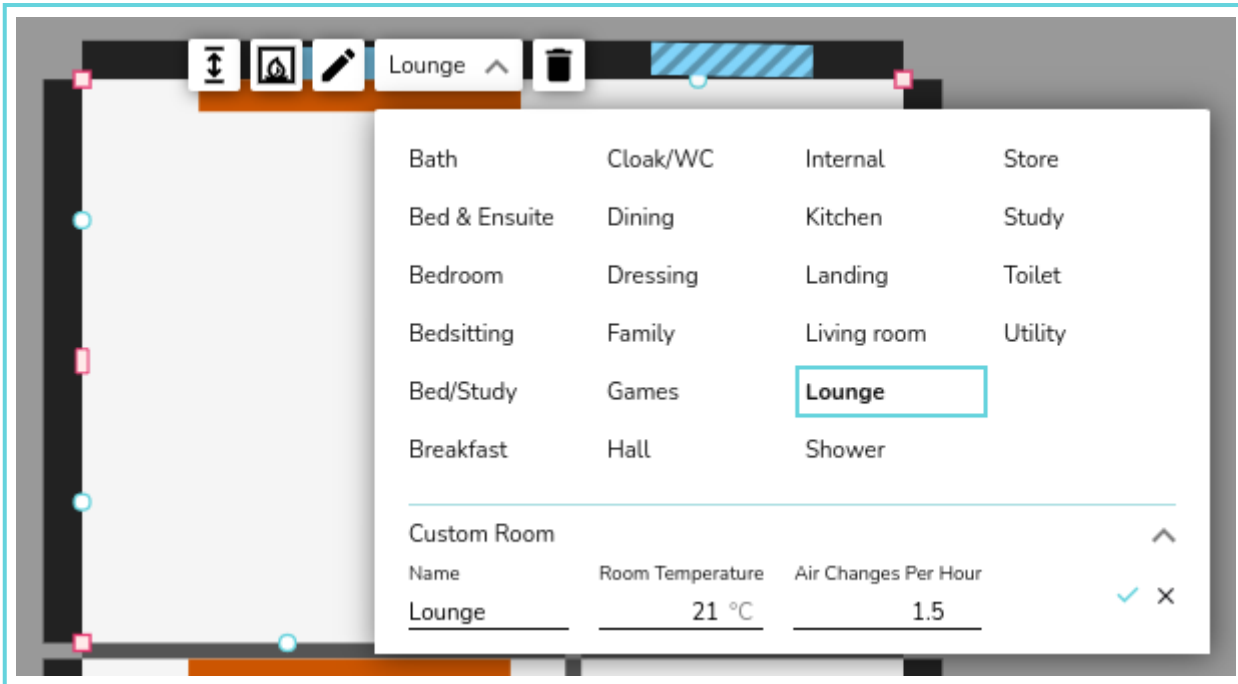 Lounge
Bath Cloak/WC Internal Store
Bed & Ensuite Dining Kitchen Study
Bedroom Dressing Landing Toilet
Bedsitting Family Living room Utility
Bed/Study Games Lounge
Breakfast Hall Shower
Custom Room
Name Room Temperature Air Changes Per Hour
Lounge 21 °C 1.5